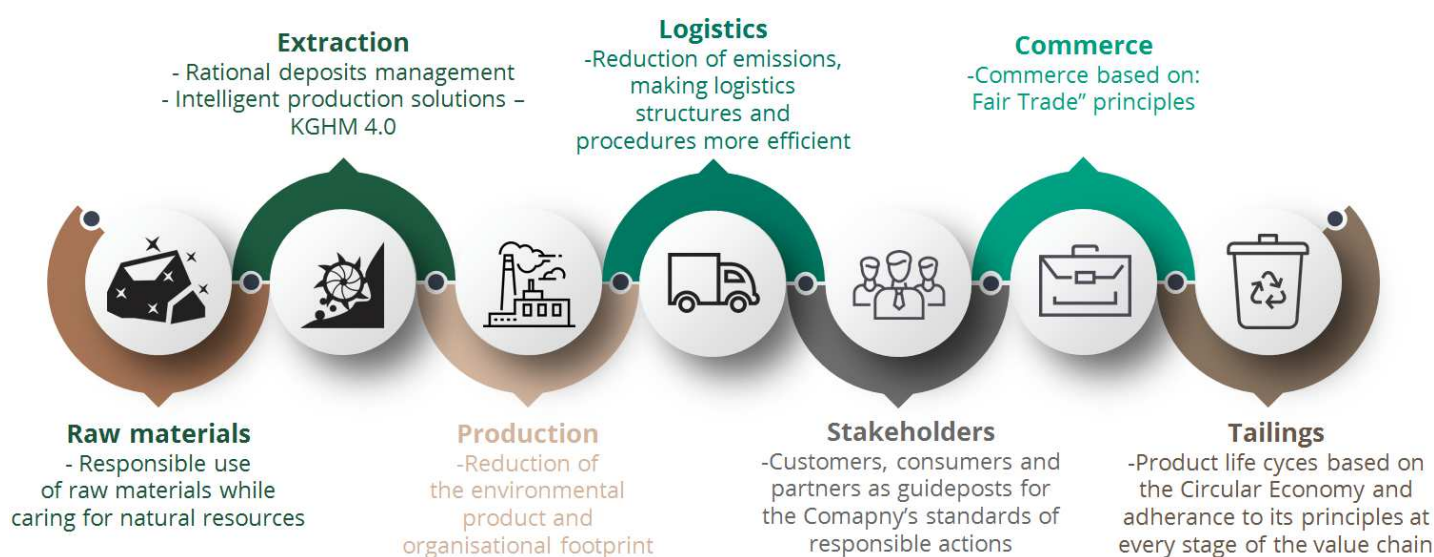 Extraction
- Rational deposits management
- Intelligent production solutions –
KGHM 4.0
Logistics
-Reduction of emissions,
making logistics
structures and
procedures more efficient
Commerce
-Commerce based on:
Fair Trade” principles
Raw materials
- Responsible use
of raw materials while
caring for natural resources
Production
-Reduction of
the environmental
product and
organisational footprint
Stakeholders
-Customers, consumers and
partners as guideposts for
the Comapny’s standards of
responsible actions
Tailings
-Product life cyces based on
the Circular Economy and
adherance to its principles at
every stage of the value chain